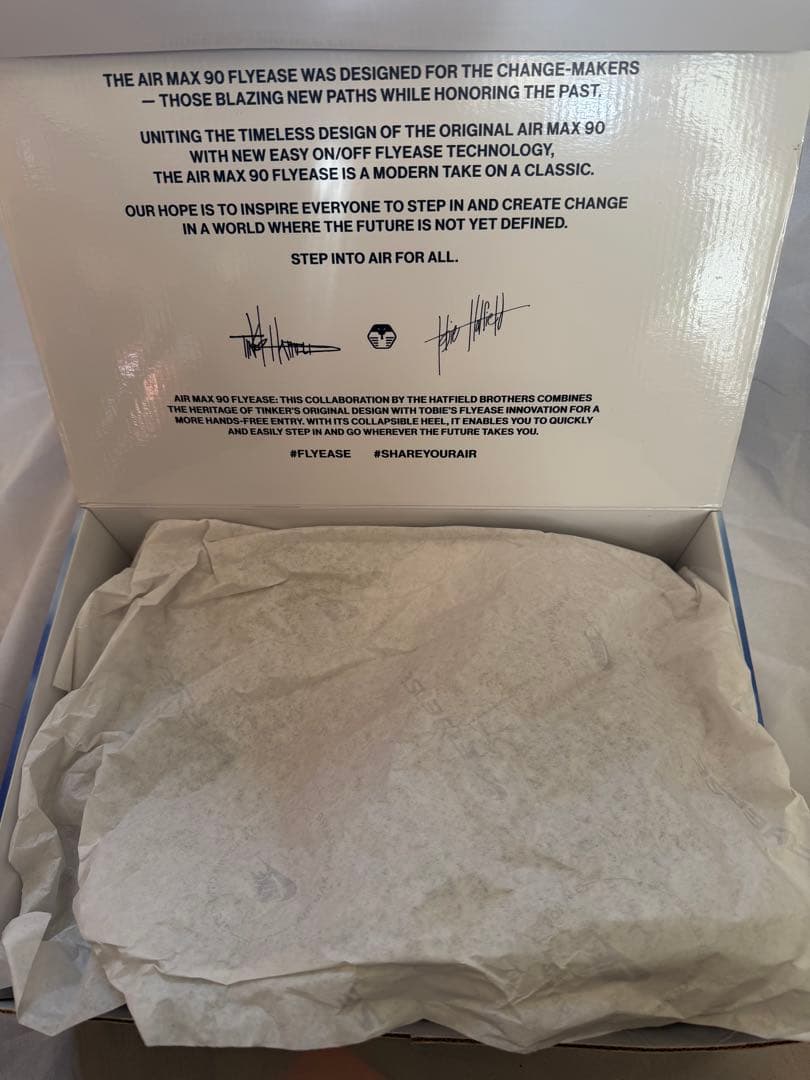 THE AIR MAX 90 FLYEASE WAS DESIGNED FOR THE CHANGE-MAKERS
— THOSE BLAZING NEW PATHS WHILE HONORING THE PAST.
UNITING THE TIMELESS DESIGN OF THE ORIGINAL AIR MAX 90
WITH NEW EASY ON/OFF FLYEASE TECHNOLOGY,
THE AIR MAX 90 FLYEASE IS A MODERN TAKE ON A CLASSIC.
OUR HOPE IS TO INSPIRE EVERYONE TO STEP IN AND CREATE CHANGE
IN A WORLD WHERE THE FUTURE IS NOT YET DEFINED.
STEP INTO AIR FOR ALL.
Tinker Hatfield Tobie Hatfield
AIR MAX 90 FLYEASE: THIS COLLABORATION BY THE HATFIELD BROTHERS COMBINES
THE HERITAGE OF TINKER'S ORIGINAL DESIGN WITH TOBIE'S FLYEASE INNOVATION FOR A
MORE HANDS-FREE ENTRY. WITH ITS COLLAPSIBLE HEEL, IT ENABLES YOU TO QUICKLY
AND EASILY STEP IN AND GO WHEREVER THE FUTURE TAKES YOU.
#FLYEASE #SHAREYOURAIR